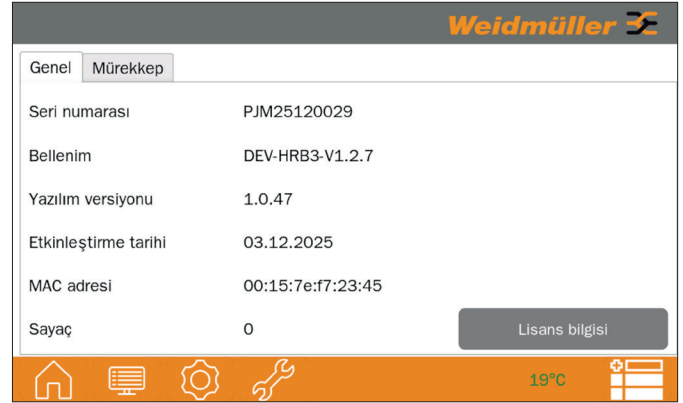 Weidmüller
Genel Mürekkep
Seri numarası PJM25120029
Bellenim DEV-HRB3-V1.2.7
Yazılım versiyonu 1.0.47
Etkinleştirme tarihi 03.12.2025
MAC adresi 00:15:7e:f7:23:45
Sayaç 0 Lisans bilgisi
19°C